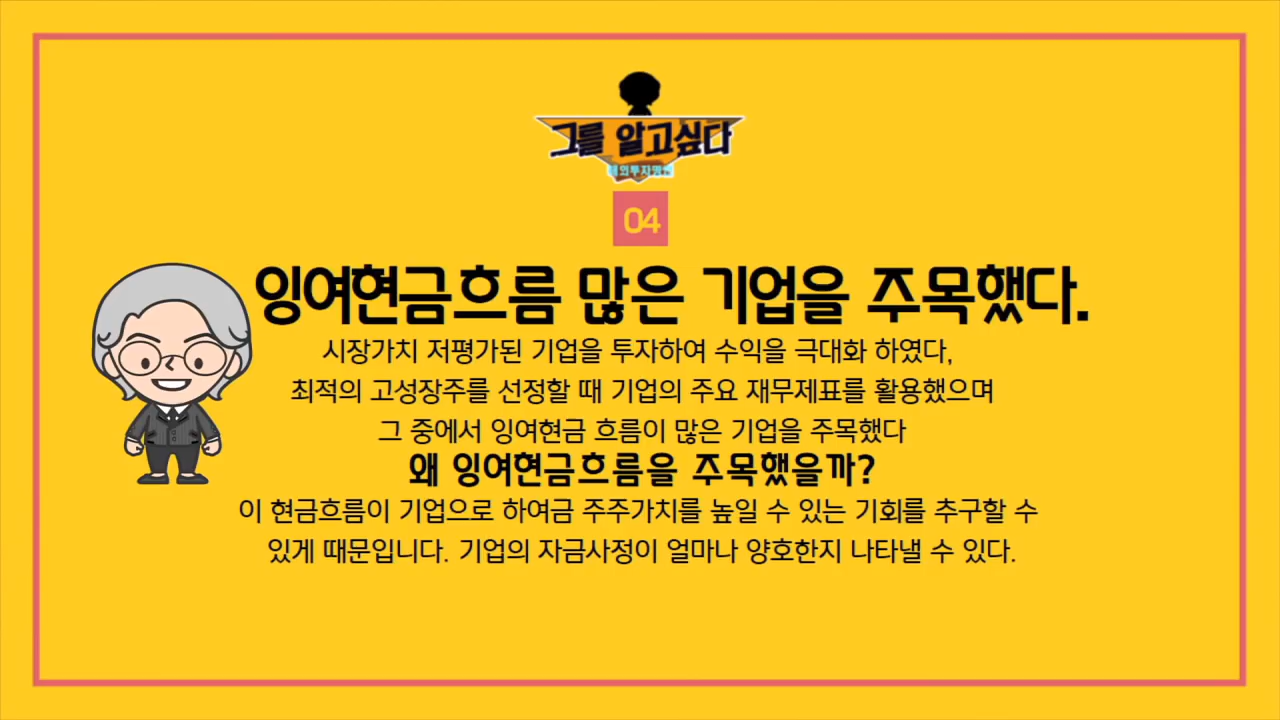 그를 알고싶다
04
잉여현금흐름 많은 기업을 주목했다.
시장가치 저평가된 기업을 투자하여 수익을 극대화 하였다,
최적의 고성장주를 선정할 때 기업의 주요 재무제표를 활용했으며
그 중에서 잉여현금 흐름이 많은 기업을 주목했다
왜 잉여현금흐름을 주목했을까?
이 현금흐름이 기업으로 하여금 주주가치를 높일 수 있는 기회를 추구할 수
있게 때문입니다. 기업의 자금사정이 얼마나 양호한지 나타낼 수 있다.